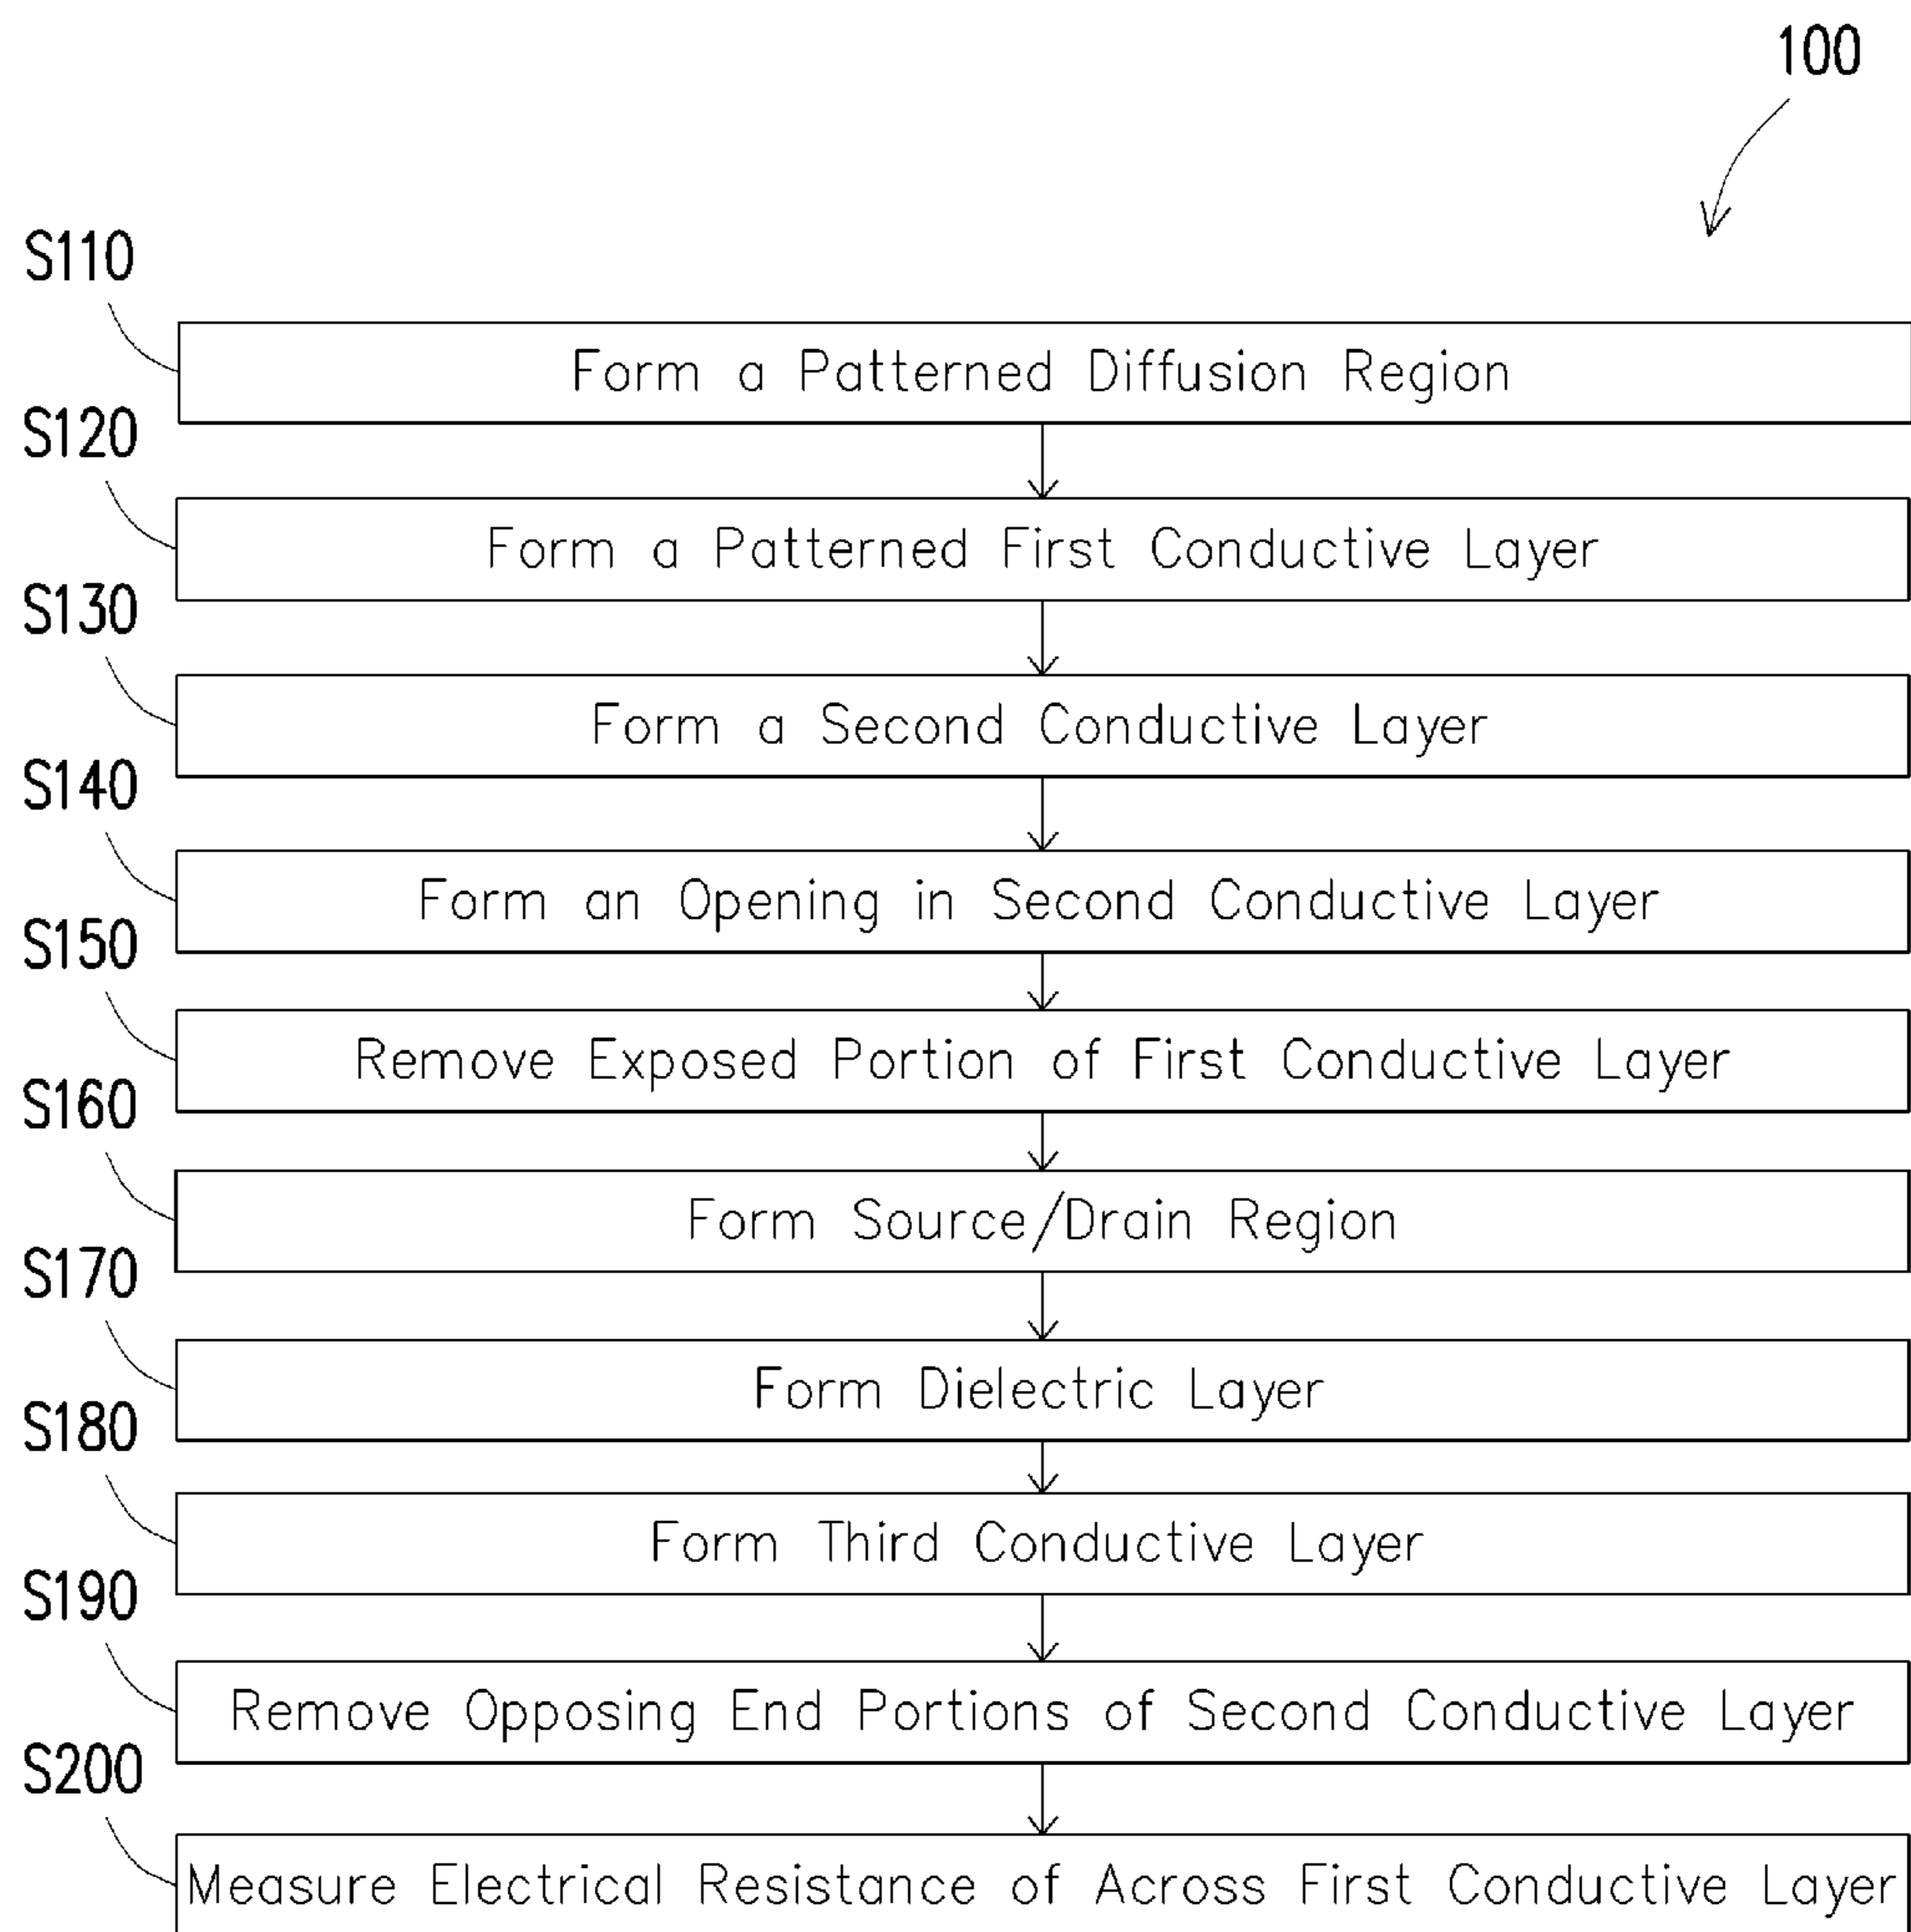 100
S110
Form a Patterned Diffusion Region
S120
Form a Patterned First Conductive Layer
S130
Form a Second Conductive Layer
S140
Form an Opening in Second Conductive Layer
S150
Remove Exposed Portion of First Conductive Layer
S160
Form Source/Drain Region
S170
Form Dielectric Layer
S180
Form Third Conductive Layer
S190
Remove Opposing End Portions of Second Conductive Layer
S200
Measure Electrical Resistance of Across First Conductive Layer